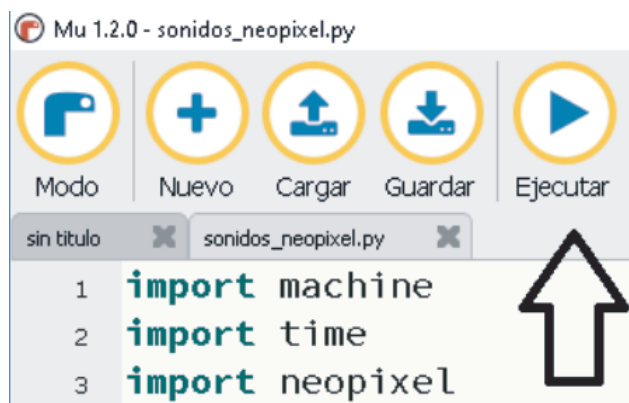 Mu 1.2.0 - sonidos_neopixel.py
Modo Nuevo Cargar Guardar Ejecutar
sin titulo sonidos_neopixel.py
1 import machine
2 import time
3 import neopixel